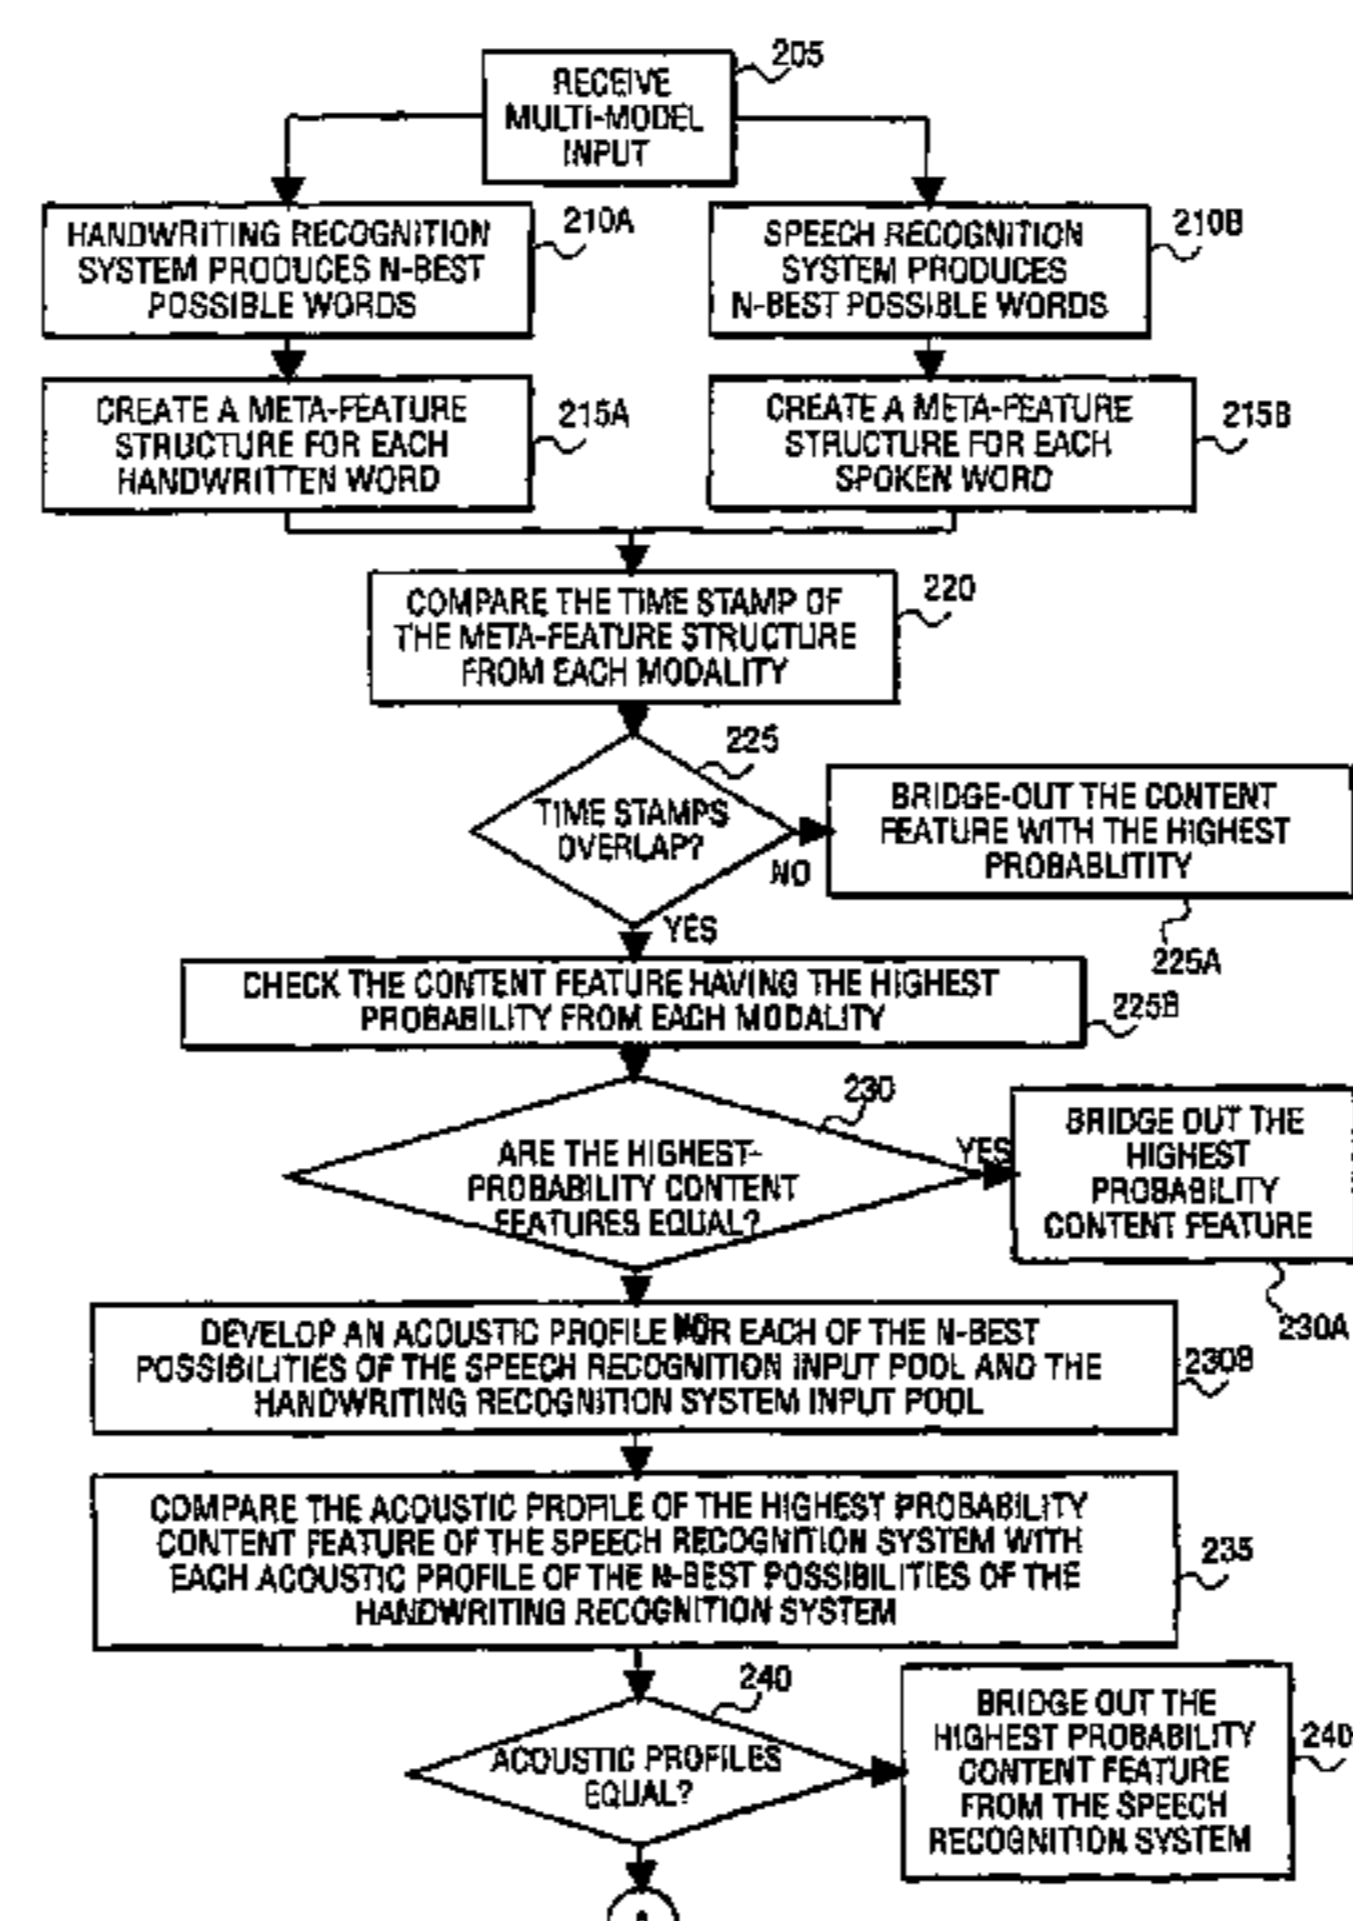 205
RECEIVE
MULTI-MODEL
INPUT
HANDWRITING RECOGNITION
SYSTEM PRODUCES N-BEST
POSSIBLE WORDS
210A
SPEECH RECOGNITION
SYSTEM PRODUCES
N-BEST POSSIBLE WORDS
210B
CREATE A META-FEATURE
STRUCTURE FOR EACH
HANDWRITTEN WORD
215A
CREATE A META-FEATURE
STRUCTURE FOR EACH
SPOKEN WORD
215B
COMPARE THE TIME STAMP OF
THE META-FEATURE STRUCTURE
FROM EACH MODALITY
220
225
TIME STAMPS
OVERLAP?
NO
BRIDGE-OUT THE CONTENT
FEATURE WITH THE HIGHEST
PROBABLITITY
225A
YES
CHECK THE CONTENT FEATURE HAVING THE HIGHEST
PROBABILITY FROM EACH MODALITY
225B
230
ARE THE HIGHEST-
PROBABILITY CONTENT
FEATURES EQUAL?
YES
BRIDGE OUT THE
HIGHEST
PROBABILITY
CONTENT FEATURE
230A
DEVELOP AN ACOUSTIC PROFILE FOR EACH OF THE N-BEST
POSSIBILITIES OF THE SPEECH RECOGNITION INPUT POOL AND THE
HANDWRITING RECOGNITION SYSTEM INPUT POOL
230B
COMPARE THE ACOUSTIC PROFILE OF THE HIGHEST PROBABILITY
CONTENT FEATURE OF THE SPEECH RECOGNITION SYSTEM WITH
EACH ACOUSTIC PROFILE OF THE N-BEST POSSIBILITIES OF THE
HANDWRITING RECOGNITION SYSTEM
235
240
ACOUSTIC PROFILES
EQUAL?
BRIDGE OUT THE
HIGHEST PROBABILITY
CONTENT FEATURE
FROM THE SPEECH
RECOGNITION SYSTEM
240